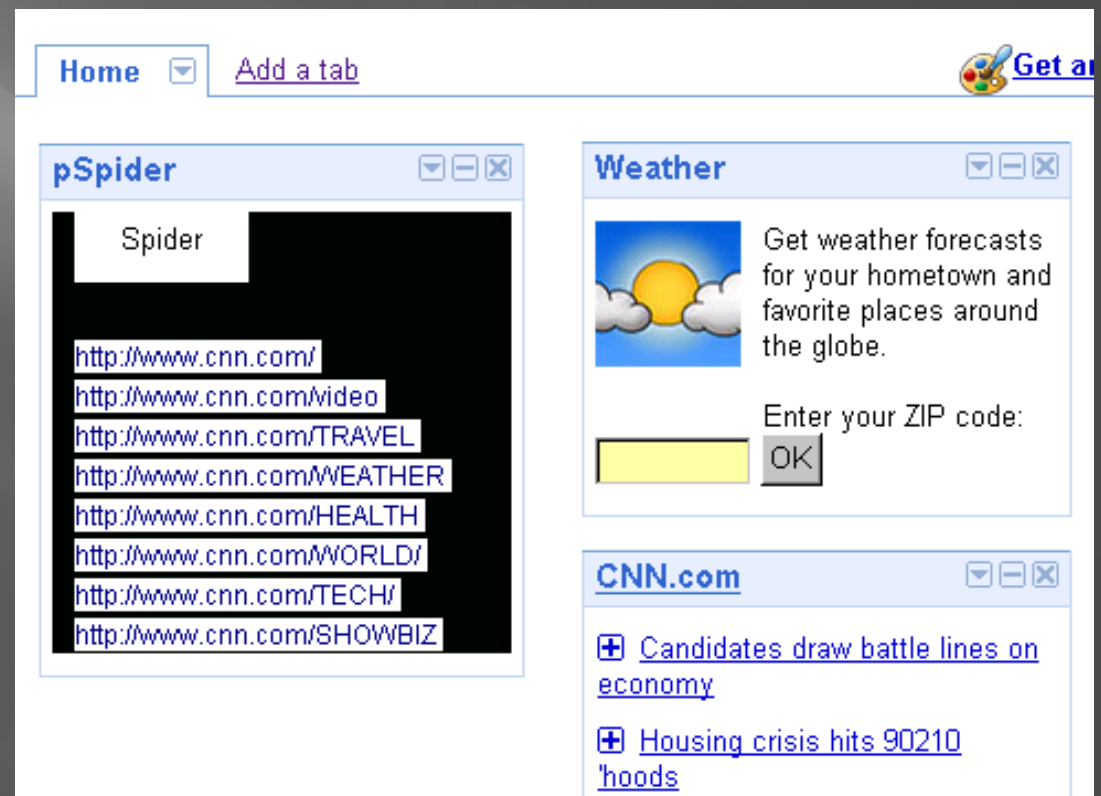 Home
Add a tab
Get
pSpider
Spider
http://www.cnn.com/
http://www.cnn.com/video
http://www.cnn.com/TRAVEL
http://www.cnn.com/WEATHER
http://www.cnn.com/HEALTH
http://www.cnn.com/WORLD/
http://www.cnn.com/TECH/
http://www.cnn.com/SHOWBIZ
Weather
Get weather forecasts
for your hometown and
favorite places around
the globe.
Enter your ZIP code:
OK
CNN.com
Candidates draw battle lines on
economy
Housing crisis hits 90210
'hoods